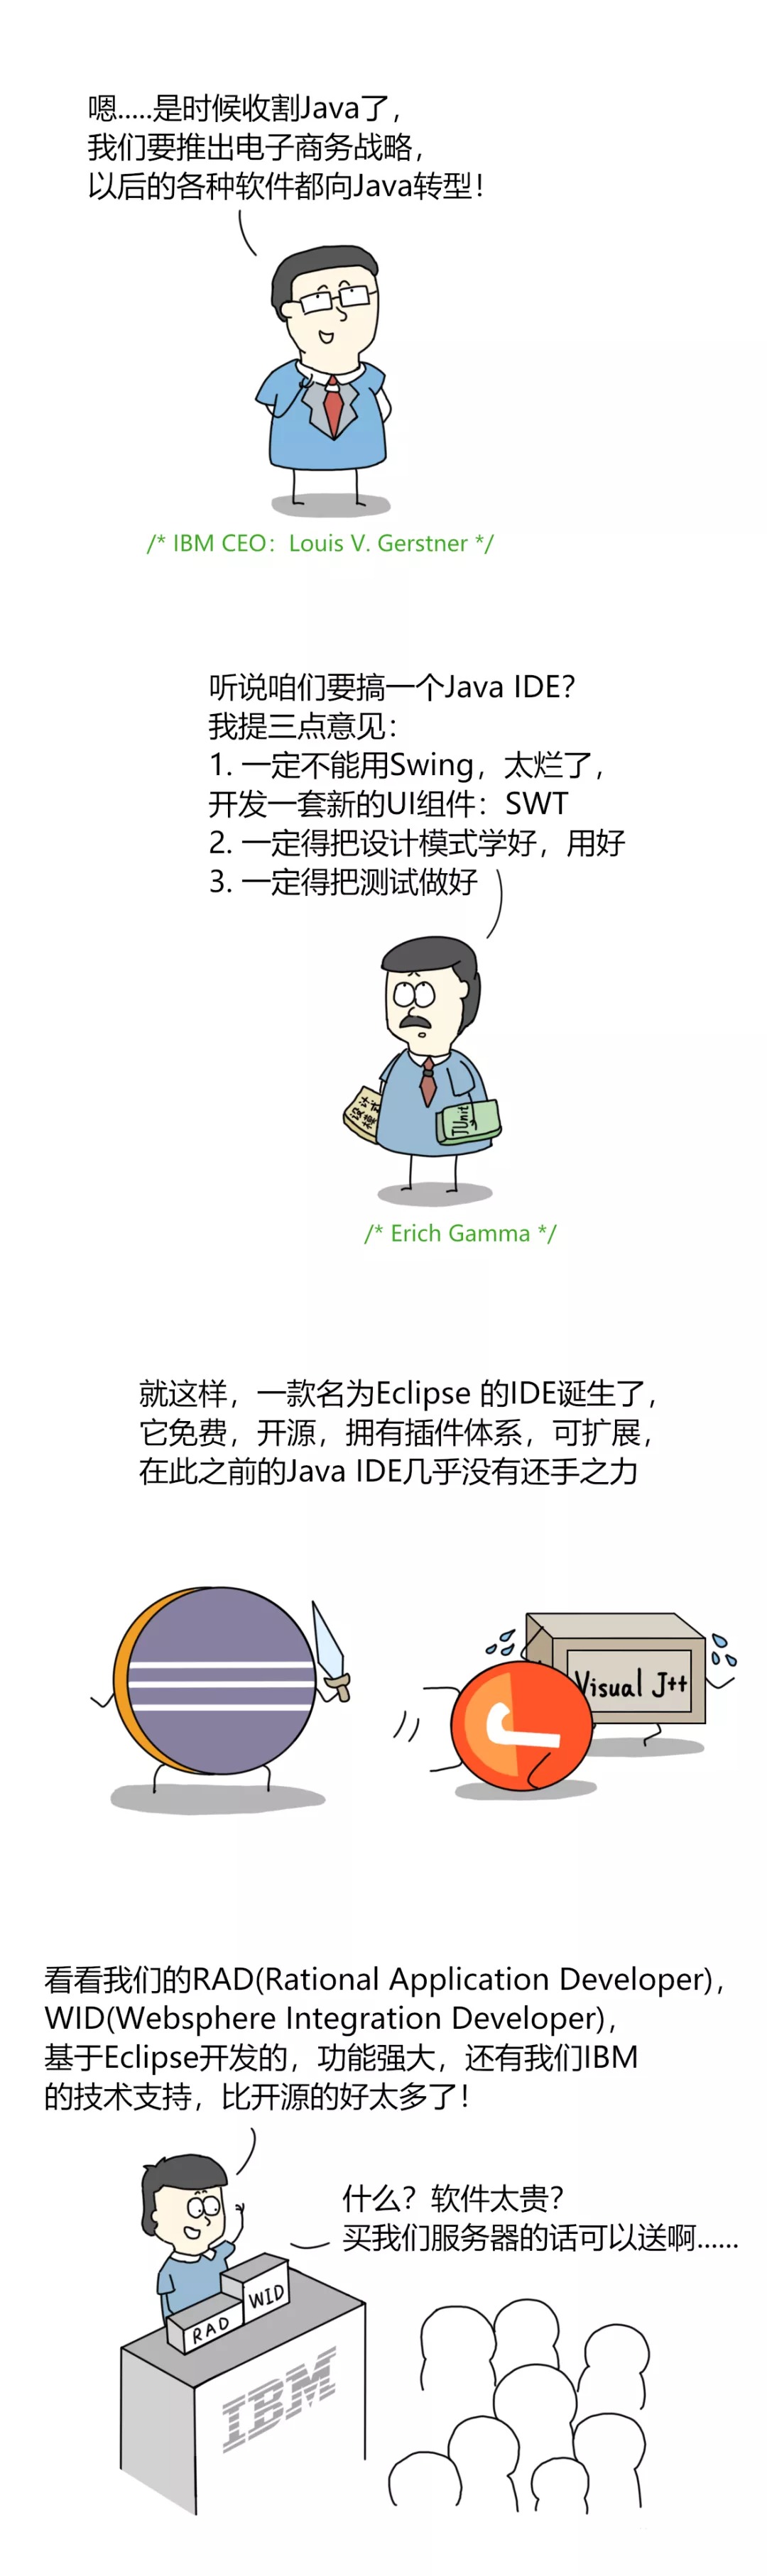 嗯.....是时候收割Java了，
我们要推出电子商务战略，
以后的各种软件都向Java转型！
/* IBM CEO：Louis V. Gerstner */
听说咱们要搞一个Java IDE？
我提三点意见：
1. 一定不能用Swing，太烂了，
开发一套新的UI组件：SWT
2. 一定得把设计模式学好，用好
3. 一定得把测试做好
设计模式
JUnit
/* Erich Gamma */
就这样，一款名为Eclipse 的IDE诞生了，
它免费，开源，拥有插件体系，可扩展，
在此之前的Java IDE几乎没有还手之力
Visual J++
看看我们的RAD(Rational Application Developer)，
WID(Websphere Integration Developer)，
基于Eclipse开发的，功能强大，还有我们IBM
的技术支持，比开源的好太多了！
什么？软件太贵？
买我们服务器的话可以送啊......
WID
RAD
IBM